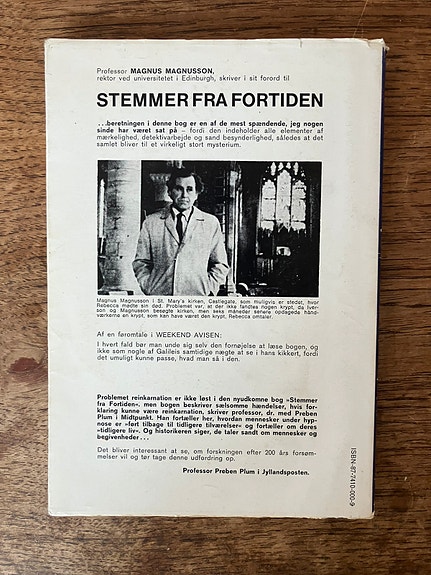 Professor MAGNUS MAGNUSSON,
rektor ved universitetet i Edinburgh, skriver i sit forord til
STEMMER FRA FORTIDEN
...beretningen i denne bog er en af de mest spændende, jeg nogen
sinde har været sat på – fordi den indeholder alle elementer af
mærkelighed, detektivarbejde og sand besynderlighed, således at det
samlet bliver til et virkeligt stort mysterium.
Magnus Magnusson i St. Mary's kirken, Castlegate, som muligvis er stedet, hvor
Rebecca mødte sin død. Problemet var, at der ikke fandtes nogen krypt, da Iver-
son og Magnusson besøgte kirken, men seks måneder senere opdagede hånd-
værkerne en krypt, som kan have været den krypt, Rebecca omtaler.
Af en føromtale i WEEKEND AVISEN:
I hvert fald bør man unde sig selv den fornøjelse at læse bogen, og
ikke som nogle af Galileis samtidige nægte at se i hans kikkert, fordi
det umuligt kunne passe, hvad man så i den.
Problemet reinkarnation er ikke løst i den nyudkomne bog »Stemmer
fra Fortiden«. men bogen beskriver sælsomme hændelser, hvis for-
klaring kunne være reinkarnation, skriver professor, dr. med Preben
Plum i Midtpunkt. Han fortæller her, hvordan mennesker under hyp-
nose er »ført tilbage til tidligere tilværelser« og fortæller om deres
»tidligere liv«. Og historikeren siger, de taler sandt om mennesker og
begivenheder...
Det bliver interessant at se, om forskningen efter 200 års forsøm-
melser vil og tør tage denne udfordring op.
Professor Preben Plum i Jyllandsposten.
ISBN-87-7410-000-9